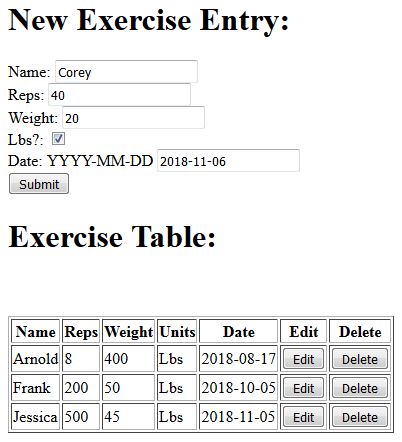 New Exercise Entry:
Name: Corey
Reps: 40
Weight: 20
Lbs?:
Date: YYYY-MM-DD 2018-11-06
Submit
Exercise Table:
Name Reps Weight Units Date Edit Delete
Arnold 8 400 Lbs 2018-08-17 Edit Delete
Frank 200 50 Lbs 2018-10-05 Edit Delete
Jessica 500 45 Lbs 2018-11-05 Edit Delete